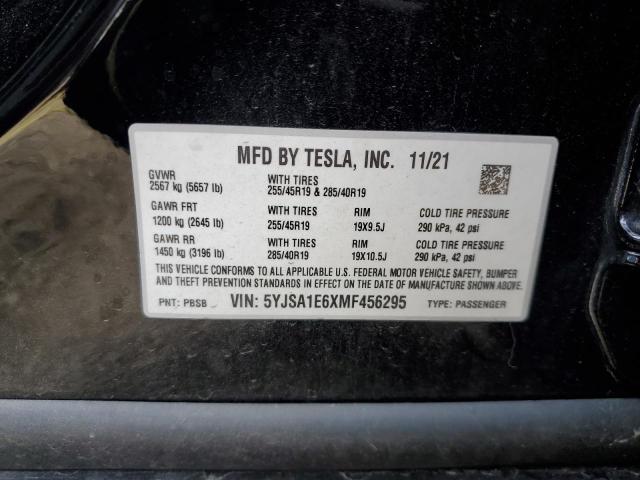 MFD BY TESLA, INC. 11/21
GVWR WITH TIRES
2567 kg (5657 lb) 255/45R19 & 285/40R19
GAWR FRT WITH TIRES RIM COLD TIRE PRESSURE
1200 kg (2645 lb) 255/45R19 19X9.5J 290 kPa, 42 psi
GAWR RR WITH TIRES RIM COLD TIRE PRESSURE
1450 kg (3196 lb) 285/40R19 19X10.5J 290 kPa, 42 psi
THIS VEHICLE CONFORMS TO ALL APPLICABLE U.S. FEDERAL MOTOR VEHICLE SAFETY, BUMPER
AND THEFT PREVENTION STANDARDS IN EFFECT ON THE DATE OF MANUFACTURE SHOWN ABOVE.
PNT: PBSB VIN: 5YJSA1E6XMF456295 TYPE: PASSENGER